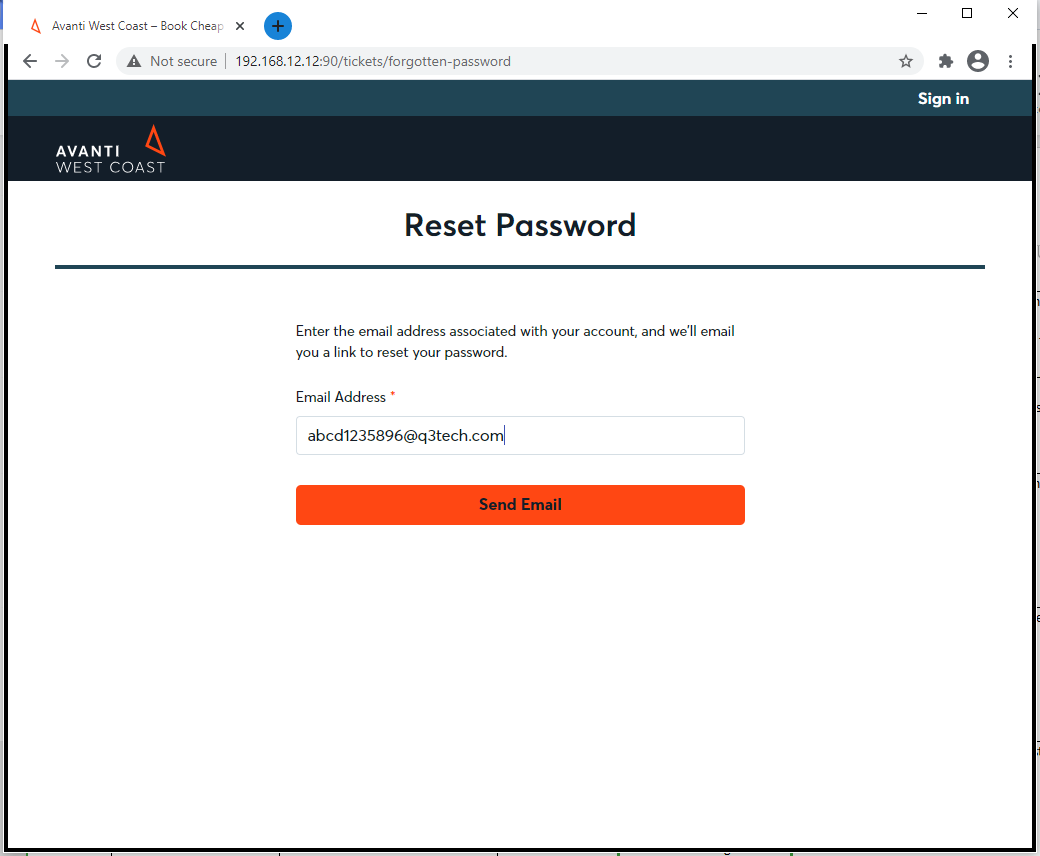 Avanti West Coast – Book Cheap
Not secure | 192.168.12.12:90/tickets/forgotten-password
Sign in
AVANTI
WEST COAST
Reset Password
Enter the email address associated with your account, and we'll email
you a link to reset your password.
Email Address *
abcd1235896@q3tech.com
Send Email